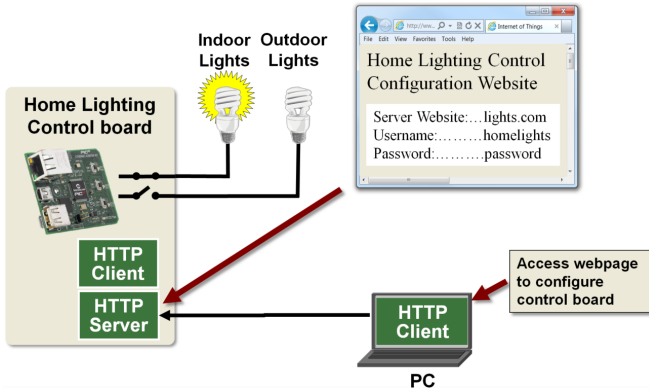 Indoor Outdoor
Lights Lights
Home Lighting
Control board
HTTP
Client
HTTP
Server
http://ww...
Internet of Things
File Edit View Favorites Tools Help
Home Lighting Control
Configuration Website
Server Website:...lights.com
Username:.........homelights
Password:..........password
Access webpage
to configure
control board
HTTP
Client
PC